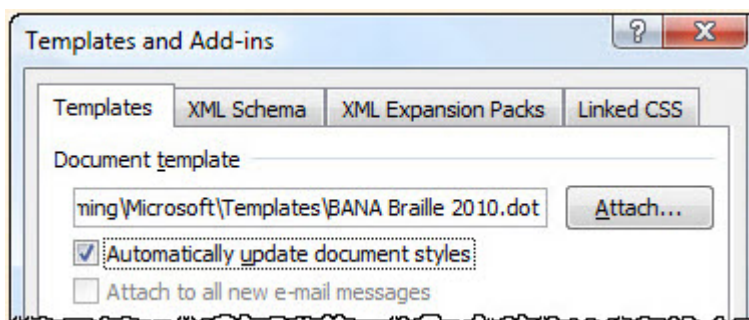 Templates and Add-ins
Templates XML Schema XML Expansion Packs Linked CSS
Document template
ning\Microsoft\Templates\BANA Braille 2010.dot Attach...
Automatically update document styles
Attach to all new e-mail messages